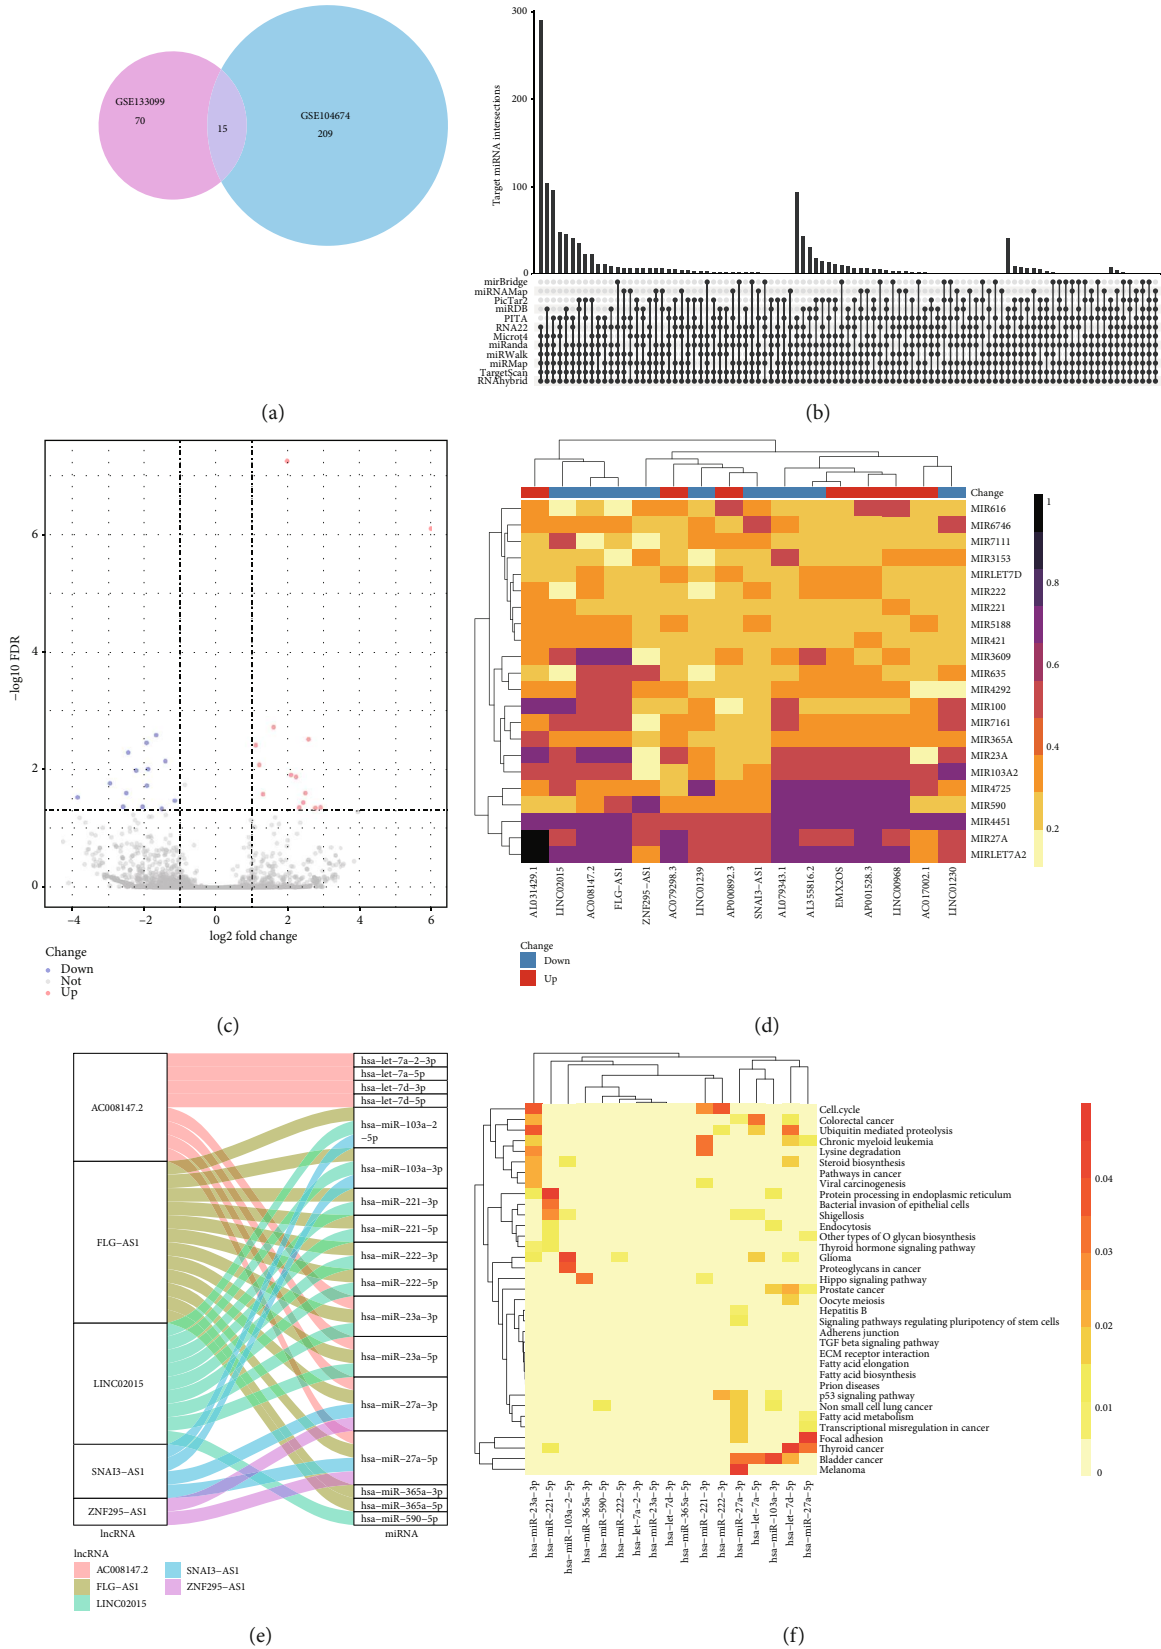 GSE133099
70
15
GSE104674
209
(a)
Target miRNA intersections
300
200
100
0
mirBridge
miRNAMap
PicTar2
miRDB
PITA
RNA22
Microt4
miRanda
miRWalk
miRMap
TargetScan
RNAhybrid
(b)
−log10 FDR
6
4
2
0
−4
−2
0
2
4
6
log2 fold change
Change
Down
Not
Up
(c)
Change
MIR616
MIR6746
MIR7111
MIR3153
MIRLET7D
MIR222
MIR221
MIR5188
MIR421
MIR3609
MIR635
MIR4292
MIR100
MIR7161
MIR365A
MIR23A
MIR103A2
MIR4725
MIR590
MIR4451
MIR27A
MIRLET7A2
1
0.8
0.6
0.4
0.2
AL031429.1
LINC02015
AC008147.2
FLG−AS1
ZNF295−AS1
AC079298.3
LINC01239
AP000892.3
SNAI3−AS1
AL079343.1
AL355816.2
EMX2OS
AP001528.3
LINC00968
AC017002.1
LINC01230
Change
Down
Up
(d)
AC008147.2
FLG−AS1
LINC02015
SNAI3−AS1
ZNF295−AS1
lncRNA
hsa−let−7a−2−3p
hsa−let−7a−5p
hsa−let−7d−3p
hsa−let−7d−5p
hsa−miR−103a−2
−5p
hsa−miR−103a−3p
hsa−miR−221−3p
hsa−miR−221−5p
hsa−miR−222−3p
hsa−miR−222−5p
hsa−miR−23a−3p
hsa−miR−23a−5p
hsa−miR−27a−3p
hsa−miR−27a−5p
hsa−miR−365a−3p
hsa−miR−365a−5p
hsa−miR−590−5p
miRNA
lncRNA
AC008147.2
FLG−AS1
LINC02015
SNAI3−AS1
ZNF295−AS1
(e)
Cell.cycle
Colorectal cancer
Ubiquitin mediated proteolysis
Chronic myeloid leukemia
Lysine degradation
Steroid biosynthesis
Pathways in cancer
Viral carcinogenesis
Protein processing in endoplasmic reticulum
Bacterial invasion of epithelial cells
Shigellosis
Endocytosis
Other types of O glycan biosynthesis
Thyroid hormone signaling pathway
Glioma
Proteoglycans in cancer
Hippo signaling pathway
Prostate cancer
Oocyte meiosis
Hepatitis B
Signaling pathways regulating pluripotency of stem cells
Adherens junction
TGF beta signaling pathway
ECM receptor interaction
Fatty acid elongation
Fatty acid biosynthesis
Prion diseases
p53 signaling pathway
Non small cell lung cancer
Fatty acid metabolism
Transcriptional misregulation in cancer
Focal adhesion
Thyroid cancer
Bladder cancer
Melanoma
0.04
0.03
0.02
0.01
0
hsa−miR−23a−3p
hsa−miR−221−5p
hsa−miR−103a−2−5p
hsa−miR−365a−3p
hsa−miR−590−5p
hsa−miR−222−5p
hsa−let−7a−2−3p
hsa−miR−23a−5p
hsa−let−7d−3p
hsa−miR−365a−5p
hsa−miR−221−3p
hsa−miR−222−3p
hsa−miR−27a−3p
hsa−let−7a−5p
hsa−miR−103a−3p
hsa−let−7d−5p
hsa−miR−27a−5p
(f)